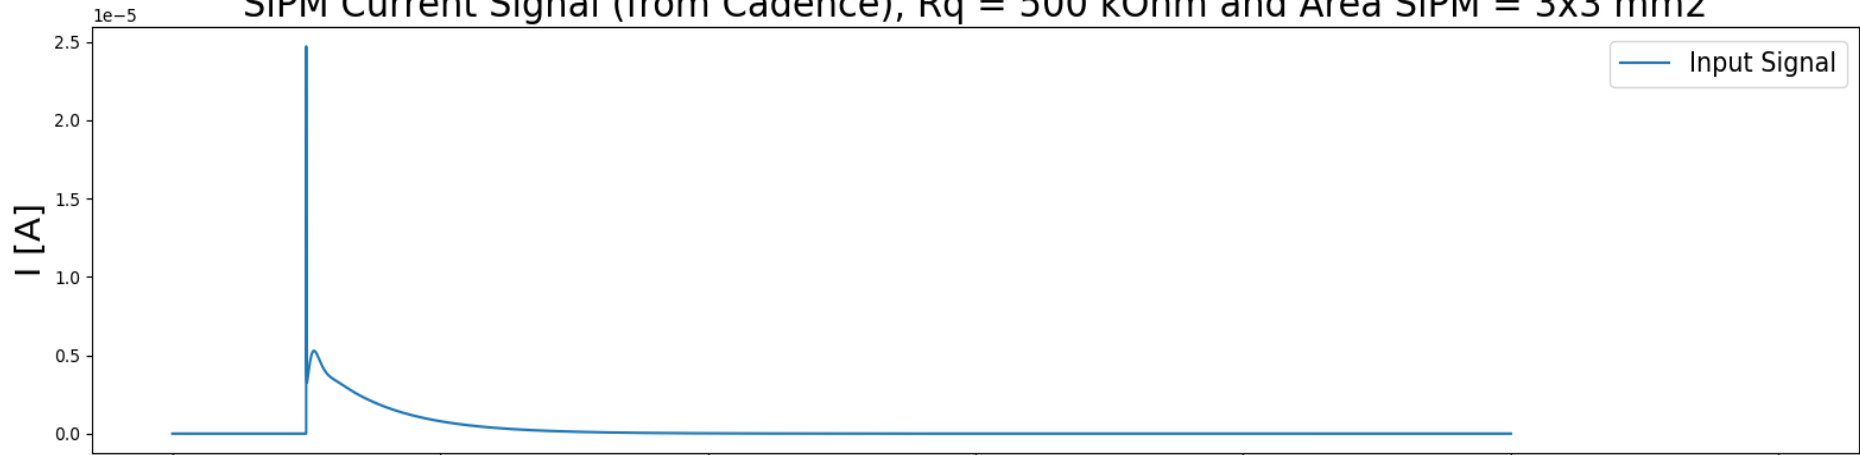 SiPM Current Signal (from Cadence), Rq = 500 kOhm and Area SiPM = 3x3 mm2
1e−5
2.5
Input Signal
2.0
1.5
I [A]
1.0
0.5
0.0